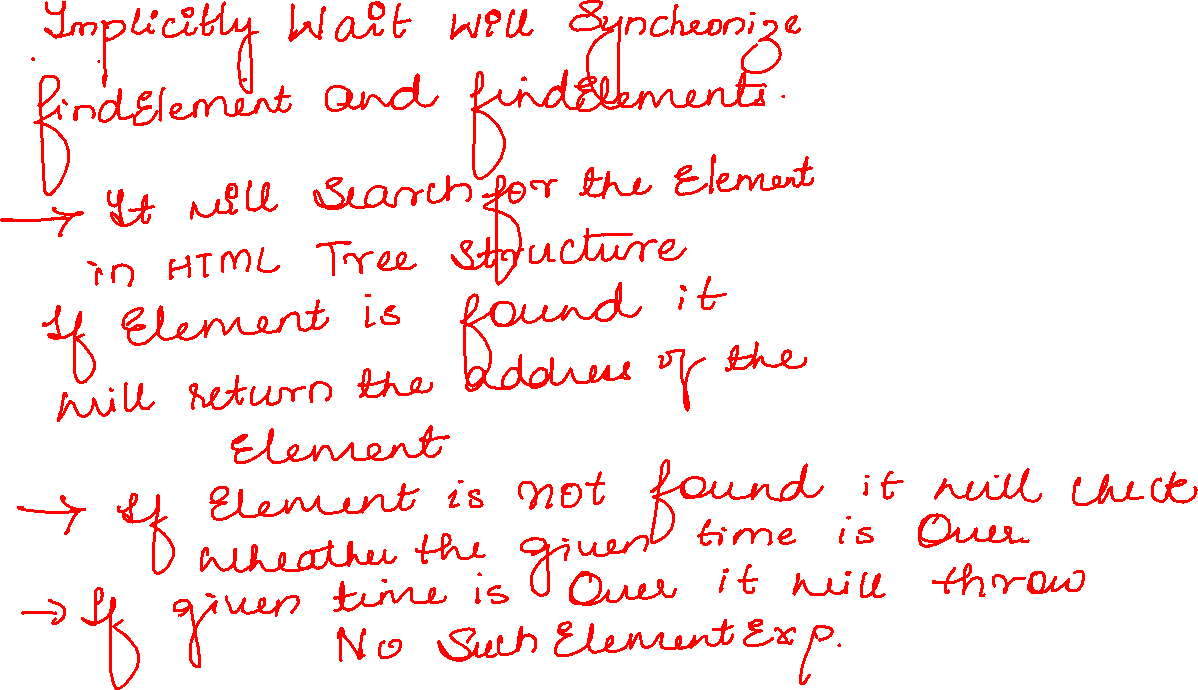 Implicitly Wait will Syncheonize
findElement and findElements.
→ It will Search for the Element
in HTML Tree Structure
If Element is found it
will return the address of the
Element
→ If Element is not found it will check
wheather the given time is Over
→ If given time is Over it will throw
No Such Element Exp.